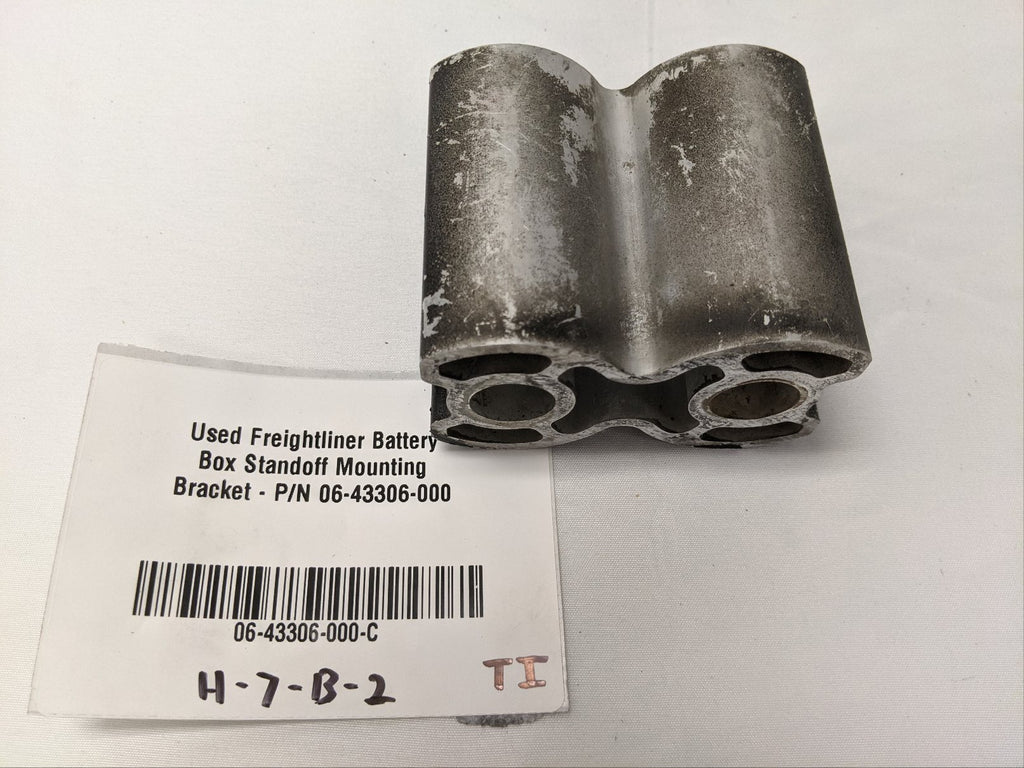 Used Freightliner Battery
Box Standoff Mounting
Bracket - P/N 06-43306-000
06-43306-000-C
H-7-B-2
TI